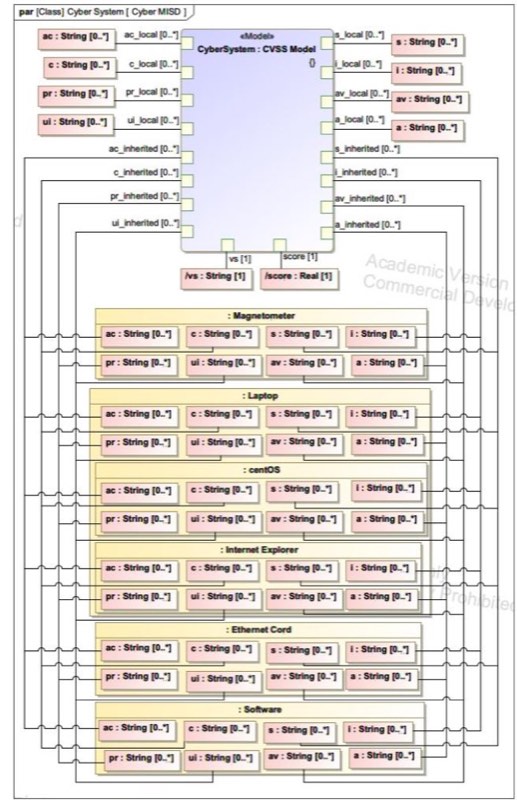 par [Class] Cyber System [ Cyber MISD ]
ac : String [0..*]
ac_local [0..*]
«Model»
CyberSystem : CVSS Model
{}
s_local [0..*]
s : String [0..*]
c : String [0..*]
c_local [0..*]
i_local [0..*]
i : String [0..*]
pr : String [0..*]
pr_local [0..*]
av_local [0..*]
av : String [0..*]
ui : String [0..*]
ui_local [0..*]
a_local [0..*]
a : String [0..*]
ac_inherited [0..*]
s_inherited [0..*]
c_inherited [0..*]
i_inherited [0..*]
pr_inherited [0..*]
av_inherited [0..*]
ui_inherited [0..*]
a_inherited [0..*]
vs [1]
score [1]
/vs : String [1]
/score : Real [1]
Academic Version
Commercial Develo
: Magnetometer
ac : String [0..*] c : String [0..*] s : String [0..*] i : String [0..*]
pr : String [0..*] ui : String [0..*] av : String [0..*] a : String [0..*]
: Laptop
ac : String [0..*] c : String [0..*] s : String [0..*] i : String [0..*]
pr : String [0..*] ui : String [0..*] av : String [0..*] a : String [0..*]
: centOS
ac : String [0..*] c : String [0..*] s : String [0..*] i : String [0..*]
pr : String [0..*] ui : String [0..*] av : String [0..*] a : String [0..*]
: Internet Explorer
ac : String [0..*] c : String [0..*] s : String [0..*] i : String [0..*]
pr : String [0..*] ui : String [0..*] av : String [0..*] a : String [0..*]
Prohibited
: Ethernet Cord
ac : String [0..*] c : String [0..*] s : String [0..*] i : String [0..*]
pr : String [0..*] ui : String [0..*] av : String [0..*] a : String [0..*]
: Software
ac : String [0..*] c : String [0..*] s : String [0..*] i : String [0..*]
pr : String [0..*] ui : String [0..*] av : String [0..*] a : String [0..*]